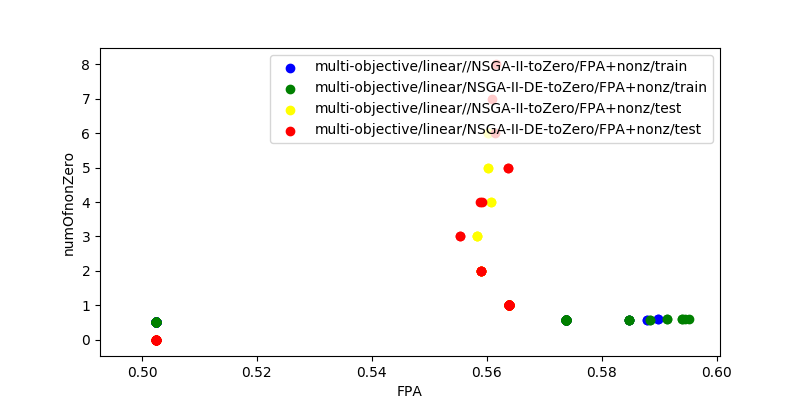 8
7
6
5
4
3
2
1
0
numOfnonZero
multi-objective/linear//NSGA-II-toZero/FPA+nonz/train
multi-objective/linear/NSGA-II-DE-toZero/FPA+nonz/train
multi-objective/linear//NSGA-II-toZero/FPA+nonz/test
multi-objective/linear/NSGA-II-DE-toZero/FPA+nonz/test
0.50 0.52 0.54 0.56 0.58 0.60
FPA